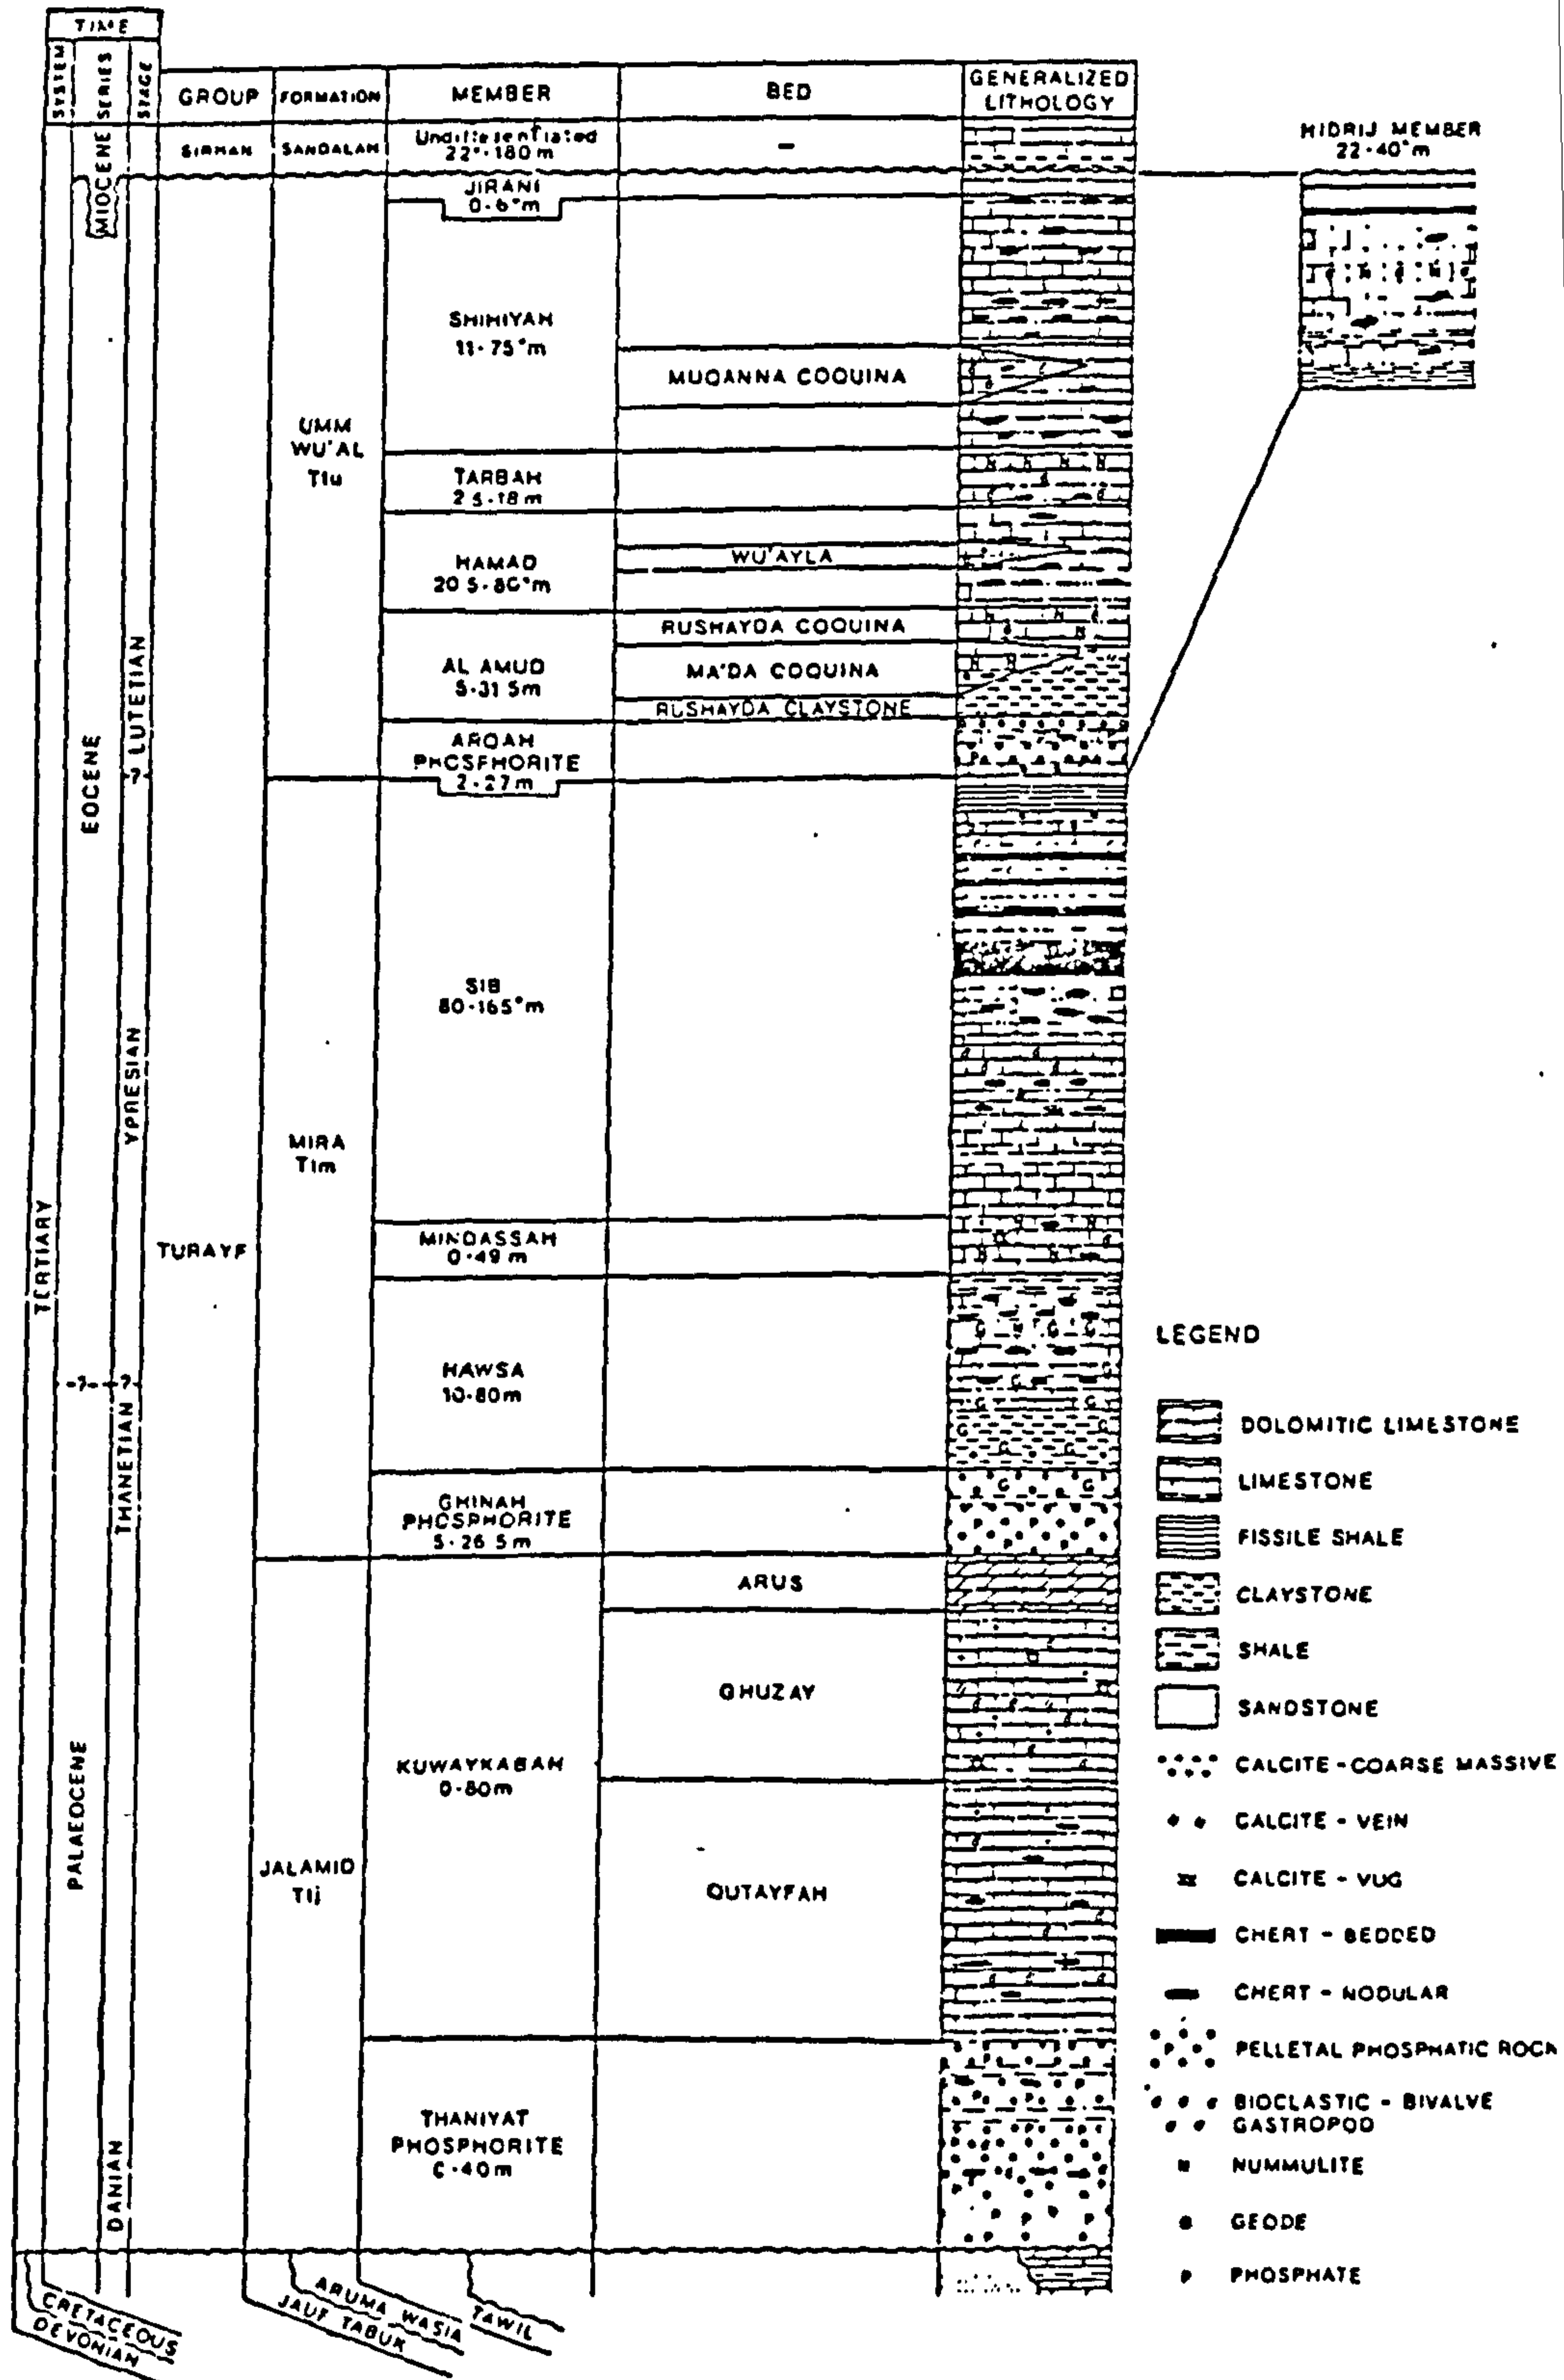 TIME
SYSTEM
SERIES
STAGE
GROUP
FORMATION
MEMBER
BED
GENERALIZED
LITHOLOGY
MIOCENE
SIRHAN
SANDALAH
Undifferentiated
22°-180 m
-
HIDRIJ MEMBER
22-40°m
JIRANI
0-6°m
SHIHIYAH
11-75°m
MUQANNA COQUINA
UMM
WU'AL
Tlu
TARBAH
2 5-18 m
HAMAD
20 5-80°m
WU'AYLA
RUSHAYDA COQUINA
AL AMUD
5-31 5m
MA'DA COQUINA
RUSHAYDA CLAYSTONE
ARQAH
PHOSPHORITE
2-27m
LUTETIAN
-?-
EOCENE
SIB
80-165°m
YPRESIAN
MIRA
Tlm
TERTIARY
TURAYF
MINDASSAH
0-49 m
HAWSA
10-80m
-?-
-?-
THANETIAN
GHINAH
PHOSPHORITE
5-26 5m
ARUS
GHUZAY
KUWAYKABAH
0-80m
PALAEOCENE
JALAMID
Tlj
QUTAYFAH
THANIYAT
PHOSPHORITE
0-40m
DANIAN
CRETACEOUS
DEVONIAN
ARUMA WASIA
JAUF TABUK
TAWIL
LEGEND
DOLOMITIC LIMESTONE
LIMESTONE
FISSILE SHALE
CLAYSTONE
SHALE
SANDSTONE
CALCITE - COARSE MASSIVE
CALCITE - VEIN
CALCITE - VUG
CHERT - BEDDED
CHERT - NODULAR
PELLETAL PHOSPHATIC ROCK
BIOCLASTIC - BIVALVE
GASTROPOD
NUMMULITE
GEODE
P PHOSPHATE